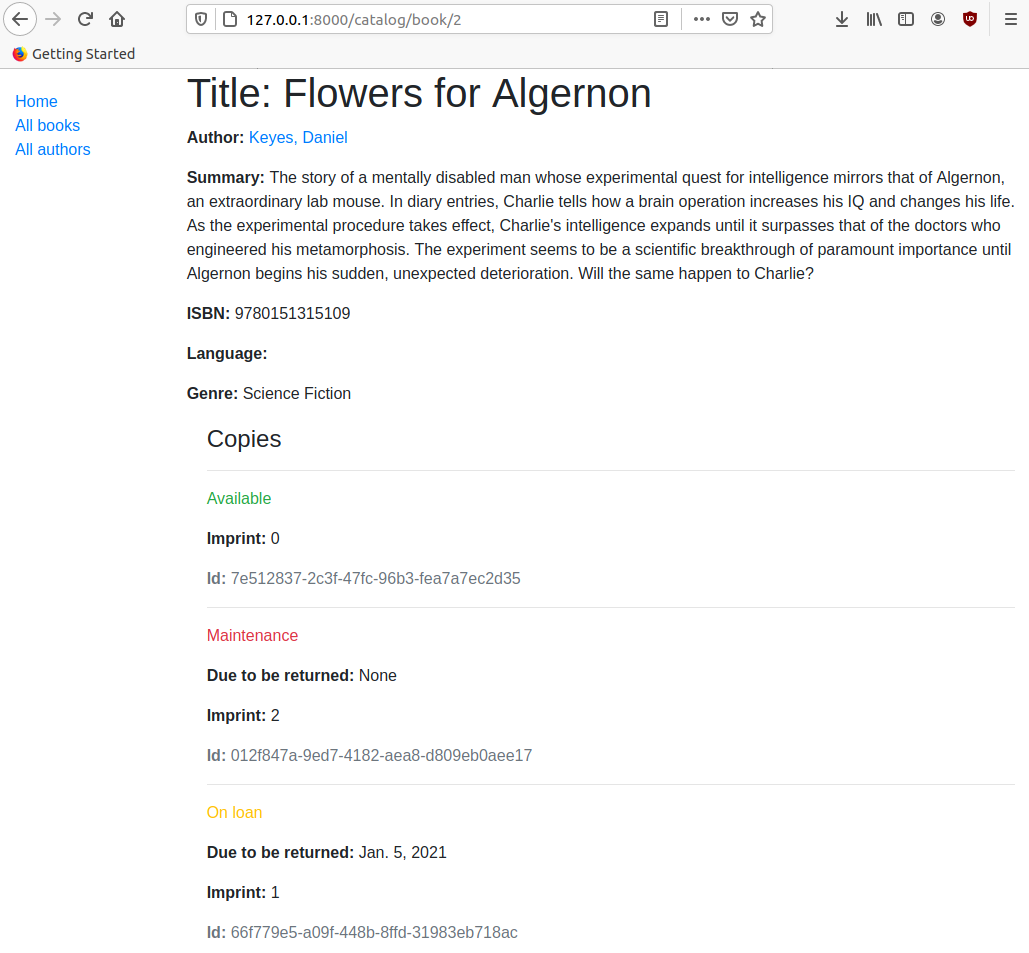 127.0.0.1:8000/catalog/book/2
Getting Started
Home
All books
All authors
Title: Flowers for Algernon
Author: Keyes, Daniel
Summary: The story of a mentally disabled man whose experimental quest for intelligence mirrors that of Algernon,
an extraordinary lab mouse. In diary entries, Charlie tells how a brain operation increases his IQ and changes his life.
As the experimental procedure takes effect, Charlie's intelligence expands until it surpasses that of the doctors who
engineered his metamorphosis. The experiment seems to be a scientific breakthrough of paramount importance until
Algernon begins his sudden, unexpected deterioration. Will the same happen to Charlie?
ISBN: 9780151315109
Language:
Genre: Science Fiction
Copies
Available
Imprint: 0
Id: 7e512837-2c3f-47fc-96b3-fea7a7ec2d35
Maintenance
Due to be returned: None
Imprint: 2
Id: 012f847a-9ed7-4182-aea8-d809eb0aee17
On loan
Due to be returned: Jan. 5, 2021
Imprint: 1
Id: 66f779e5-a09f-448b-8ffd-31983eb718ac